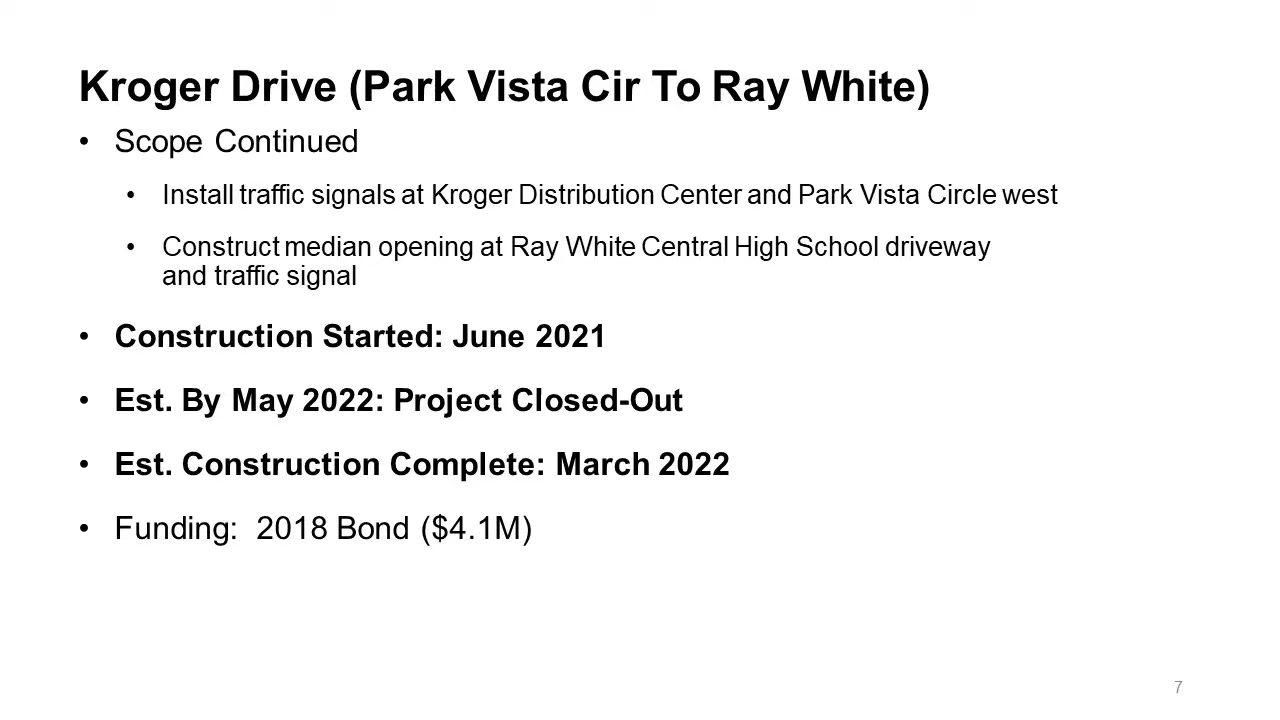 Kroger Drive (Park Vista Cir To Ray White)
• Scope Continued
• Install traffic signals at Kroger Distribution Center and Park Vista Circle west
• Construct median opening at Ray White Central High School driveway
and traffic signal
• Construction Started: June 2021
• Est. By May 2022: Project Closed-Out
• Est. Construction Complete: March 2022
• Funding:  2018 Bond ($4.1M)
7